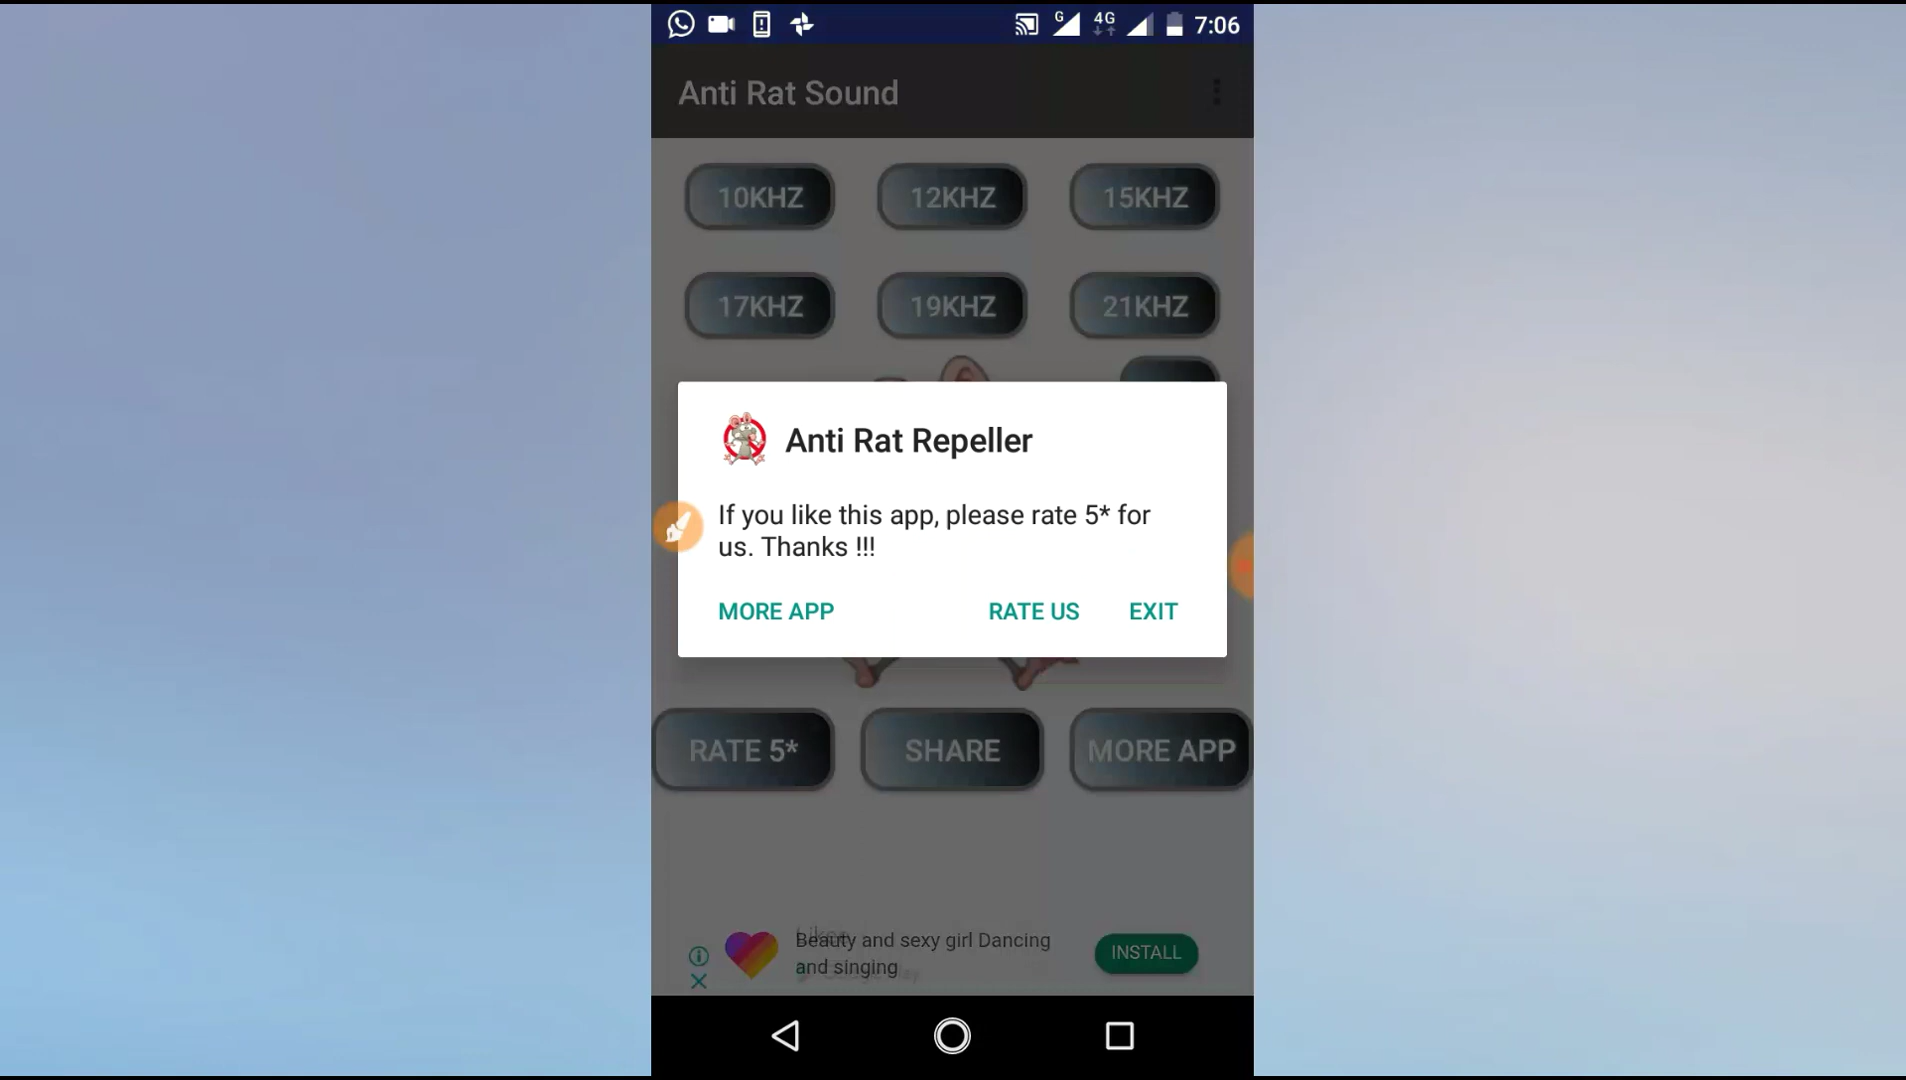 G 4G 7:06
Anti Rat Sound
10KHZ 12KHZ 15KHZ
17KHZ 19KHZ 21KHZ
Anti Rat Repeller
If you like this app, please rate 5* for
us. Thanks !!!
MORE APP RATE US EXIT
RATE 5* SHARE MORE APP
Beauty and sexy girl Dancing
and singing
INSTALL